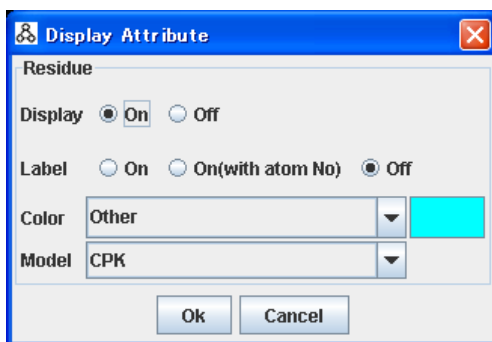 Display Attribute
Residue
Display On Off
Label On On(with atom No) Off
Color Other
Model CPK
Ok Cancel